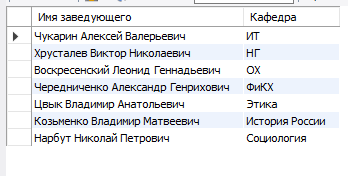 Имя заведующего Кафедра
Чукарин Алексей Валерьевич ИТ
Хрусталев Виктор Николаевич НГ
Воскресенский Леонид Геннадьевич ОХ
Чередниченко Александр Генрихович ФиКХ
Цвык Владимир Анатольевич Этика
Козьменко Владимир Матвеевич История России
Нарбут Николай Петрович Социология